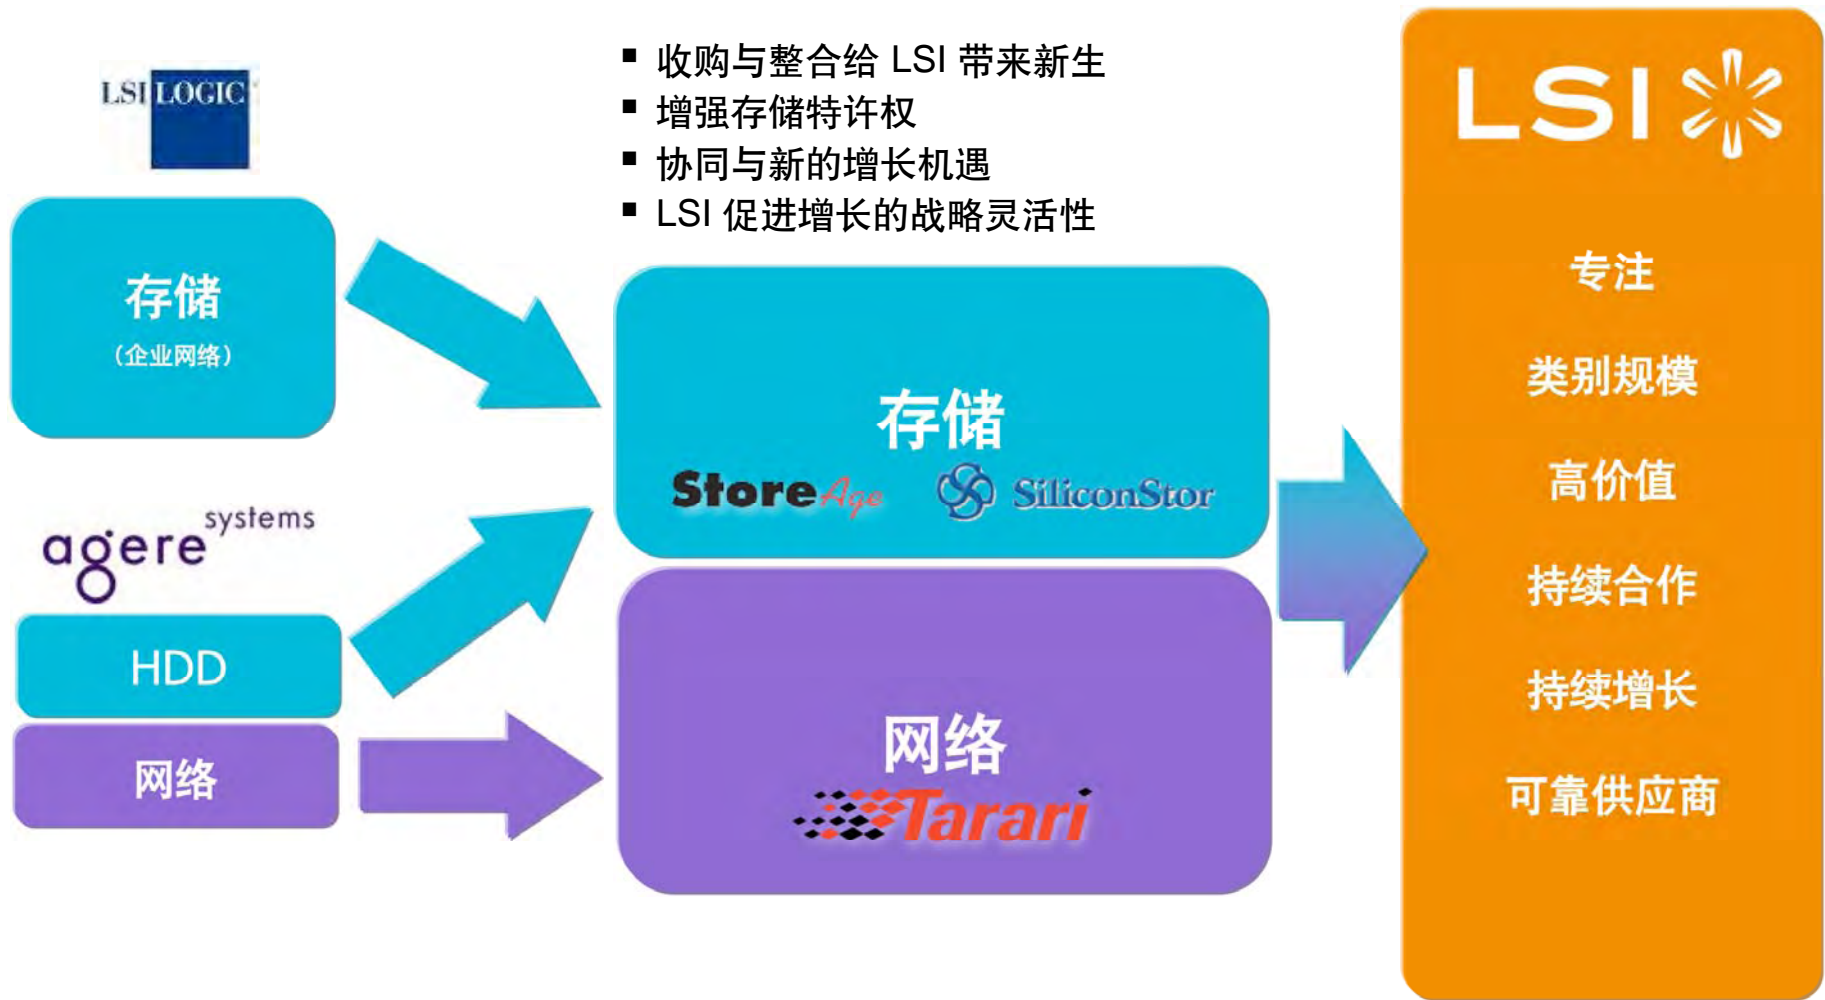 LSI LOGIC
存储
（企业网络）
agere systems
HDD
网络
▪ 收购与整合给 LSI 带来新生
▪ 增强存储特许权
▪ 协同与新的增长机遇
▪ LSI 促进增长的战略灵活性
存储
StoreAge SiliconStor
网络
Tarari
LSI
专注
类别规模
高价值
持续合作
持续增长
可靠供应商